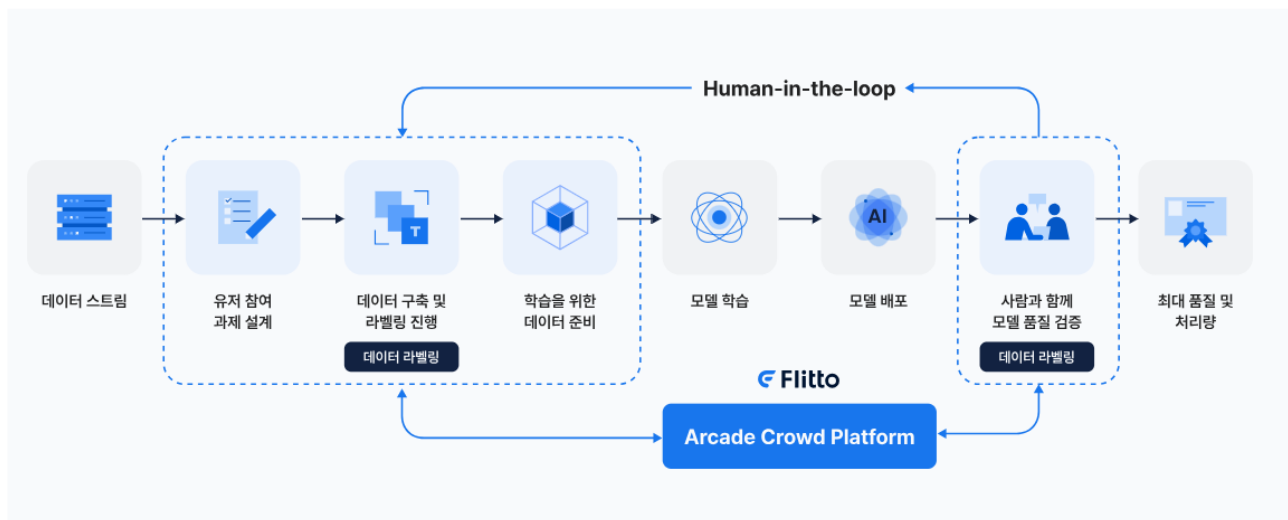 Human-in-the-loop
AI
T
데이터 스트림
유저 참여
과제 설계
데이터 구축 및
라벨링 진행
데이터 라벨링
학습을 위한
데이터 준비
모델 학습
모델 배포
사람과 함께
모델 품질 검증
데이터 라벨링
최대 품질 및
처리량
Flitto
Arcade Crowd Platform